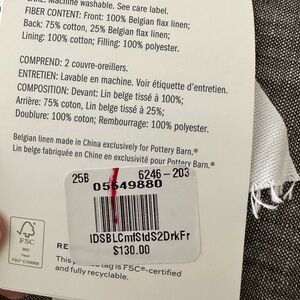 CARE: Machine washable. See care label.
FIBER CONTENT: Front: 100% Belgian flax linen;
Back: 75% cotton, 25% Belgian flax linen;
Lining: 100% cotton; Filling: 100% polyester.
COMPREND: 2 couvre-oreillers.
ENTRETIEN: Lavable en machine. Voir étiquette d'entretien.
COMPOSITION: Devant: Lin belge tissé à 100%;
Arrière: 75% coton, Lin belge tissé à 25%;
Doublure: 100% coton; Rembourrage: 100% polyester.
Belgian linen made in China exclusively for Pottery Barn.®
Lin belge fabriquée en Chine en exclusivité pour Pottery Barn.®
25B 6246-203
05549880
IDSBLCmfStdS2DrkFr
$130.00
FSC
MIX
Paper
RE
This tag is FSC®-certified
and fully recyclable.